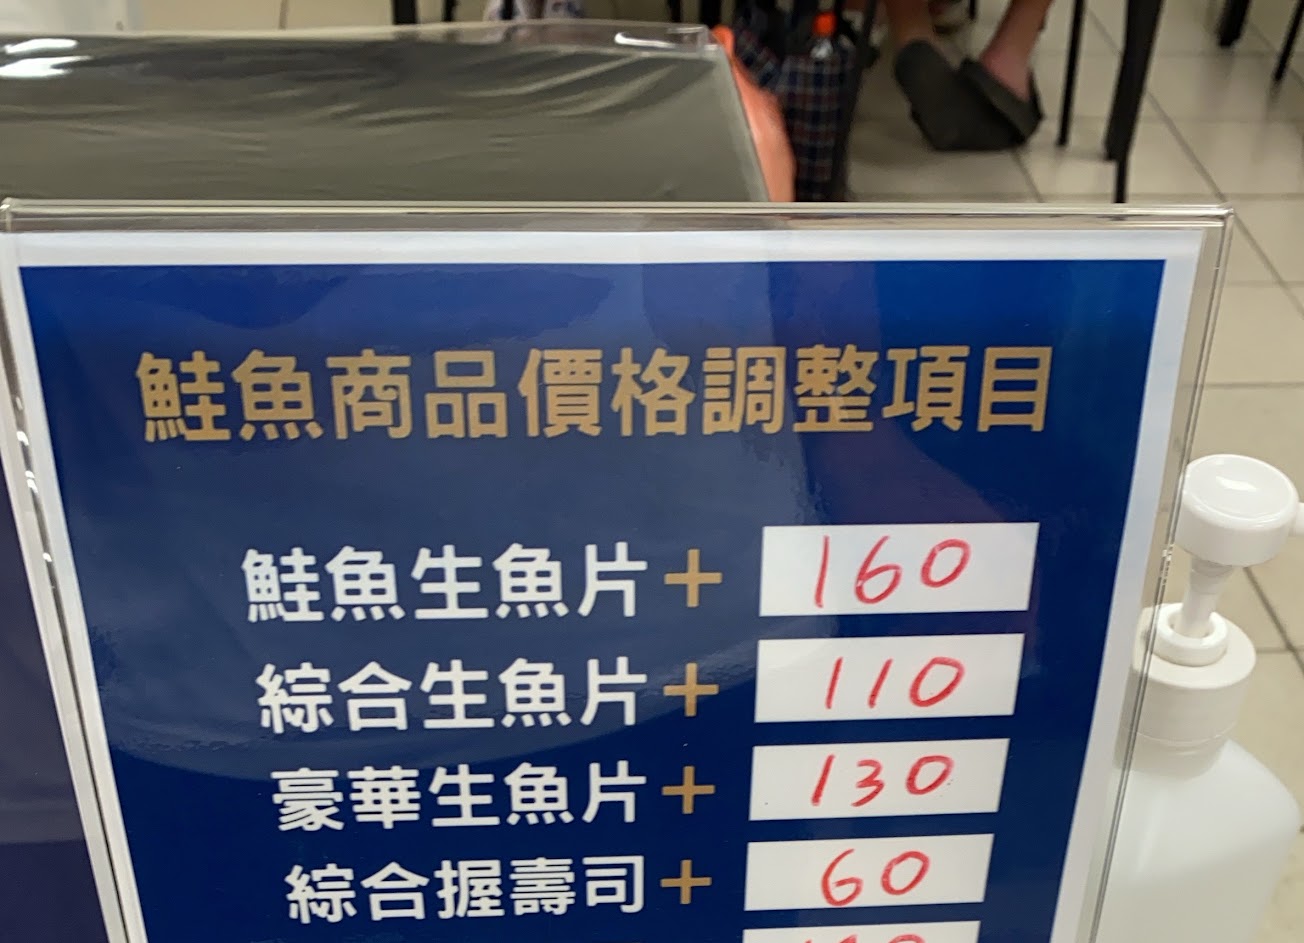 鮭魚商品價格調整項目
鮭魚生魚片+ 160
綜合生魚片+ 110
豪華生魚片+ 130
綜合握壽司+ 60